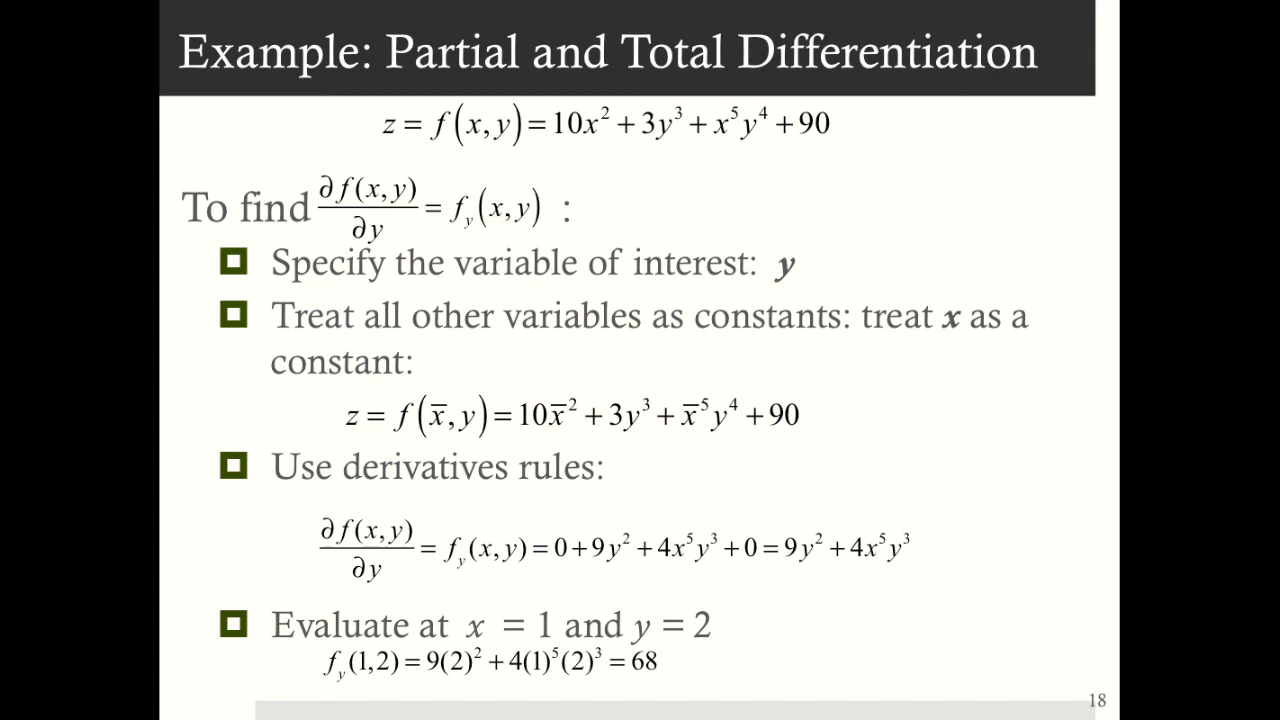 Example: Partial and Total Differentiation
z = f(x, y) = 10x² + 3y³ + x⁵y⁴ + 90
To find ∂f(x, y)/∂y = f_y(x, y) :
Specify the variable of interest: y
Treat all other variables as constants: treat x as a
constant:
z = f(x̅, y) = 10x̅² + 3y³ + x̅⁵y⁴ + 90
Use derivatives rules:
∂f(x, y)/∂y = f_y(x, y) = 0 + 9y² + 4x⁵y³ + 0 = 9y² + 4x⁵y³
Evaluate at x = 1 and y = 2
f_y(1,2) = 9(2)² + 4(1)⁵(2)³ = 68
18